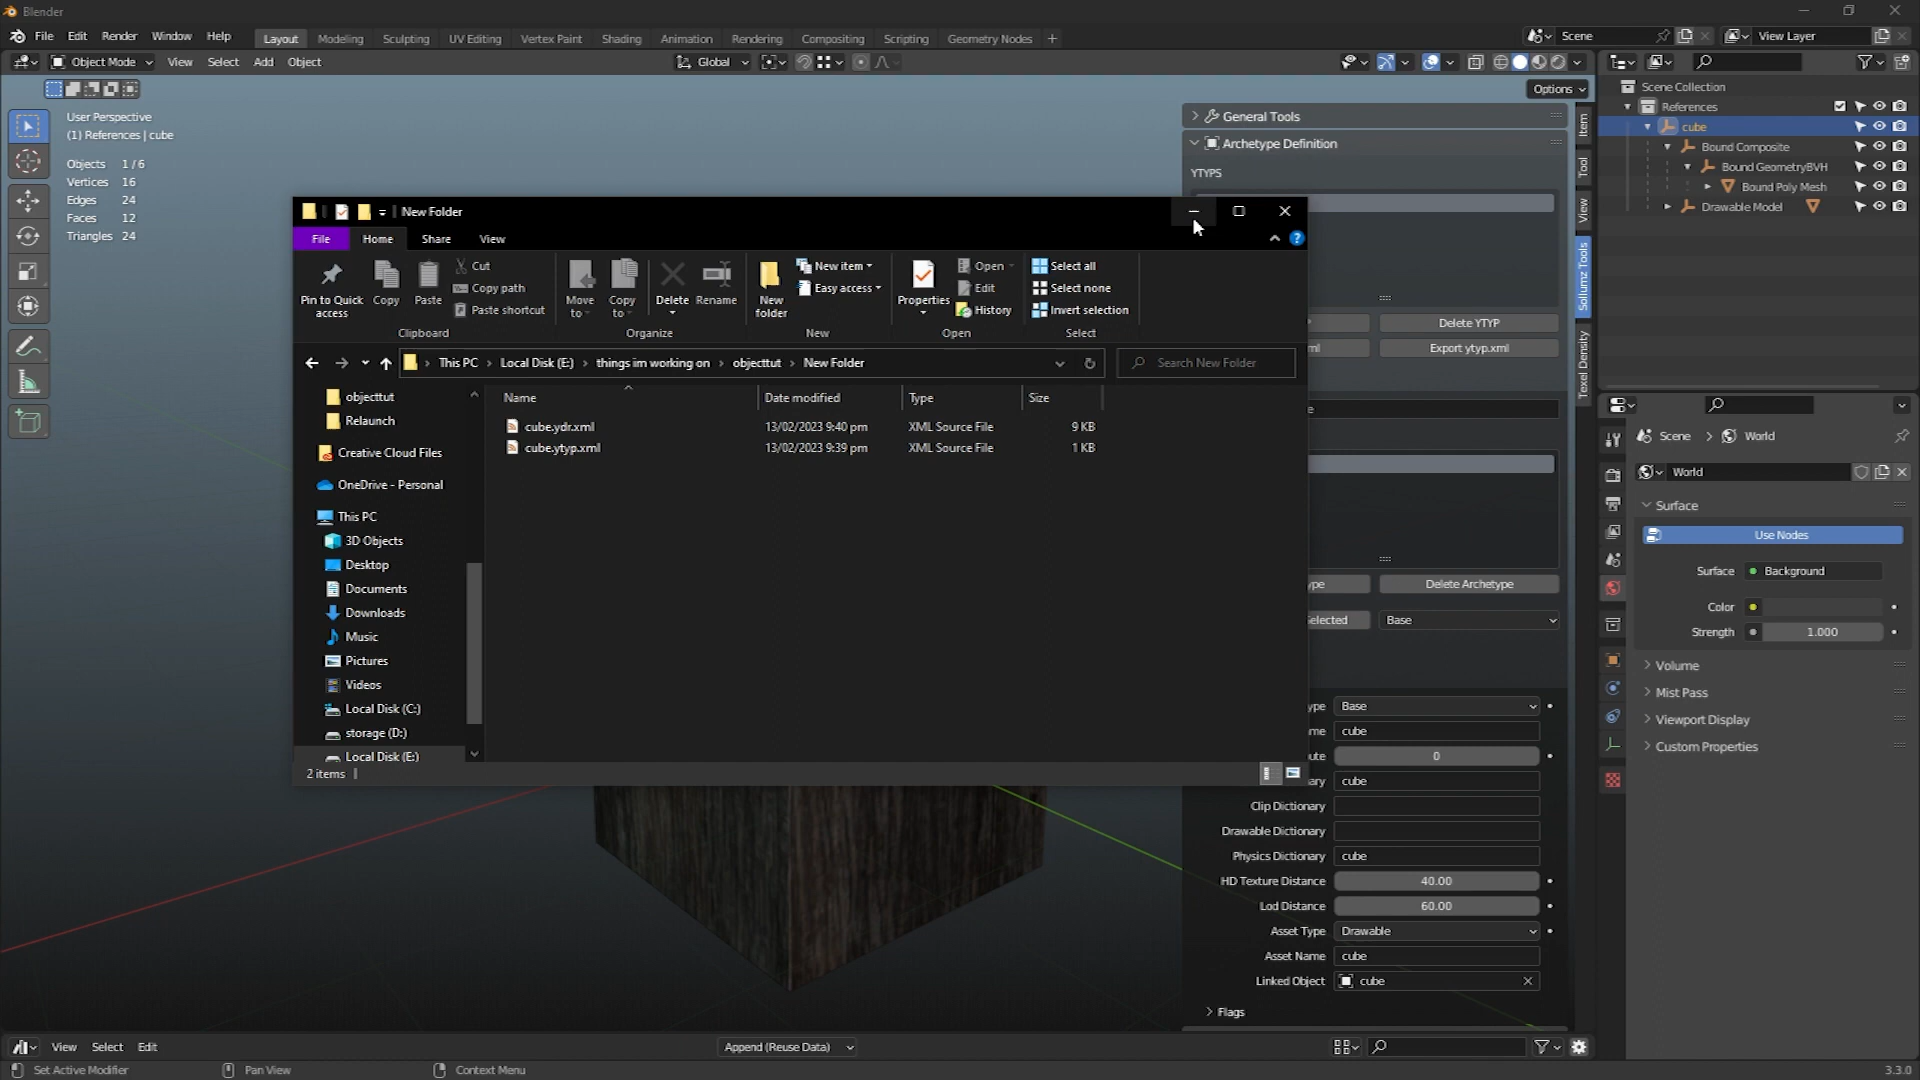 Blender
File Edit Render Window Help
Layout Modeling Sculpting UV Editing Vertex Paint Shading Animation Rendering Compositing Scripting Geometry Nodes +
Scene
View Layer
Object Mode View Select Add Object
Global
Options
User Perspective
(1) References | cube
Objects 1/6
Vertices 16
Edges 24
Faces 12
Triangles 24
General Tools
Archetype Definition
YTYPS
Delete YTYP
Export ytyp.xml
Delete Archetype
Base
Base
cube
0
cube
Clip Dictionary
Drawable Dictionary
Physics Dictionary cube
HD Texture Distance 40.00
Lod Distance 60.00
Asset Type Drawable
Asset Name cube
Linked Object cube
Flags
Item
Tool
View
Sollumz Tools
Texel Density
New Folder
File Home Share View
Pin to Quick access
Copy
Paste
Cut
Copy path
Paste shortcut
Clipboard
Move to
Copy to
Delete
Rename
Organize
New folder
New item
Easy access
New
Properties
Open
Edit
History
Open
Select all
Select none
Invert selection
Select
This PC › Local Disk (E:) › things im working on › objecttut › New Folder
Search New Folder
objecttut
Relaunch
Creative Cloud Files
OneDrive - Personal
This PC
3D Objects
Desktop
Documents
Downloads
Music
Pictures
Videos
Local Disk (C:)
storage (D:)
Local Disk (E:)
Name Date modified Type Size
cube.ydr.xml 13/02/2023 9:40 pm XML Source File 9 KB
cube.ytyp.xml 13/02/2023 9:39 pm XML Source File 1 KB
2 items
Scene Collection
References
cube
Bound Composite
Bound GeometryBVH
Bound Poly Mesh
Drawable Model
Scene > World
World
Surface
Use Nodes
Surface Background
Color
Strength 1.000
Volume
Mist Pass
Viewport Display
Custom Properties
View Select Edit
Append (Reuse Data)
Set Active Modifier
Pan View
Context Menu
3.3.0